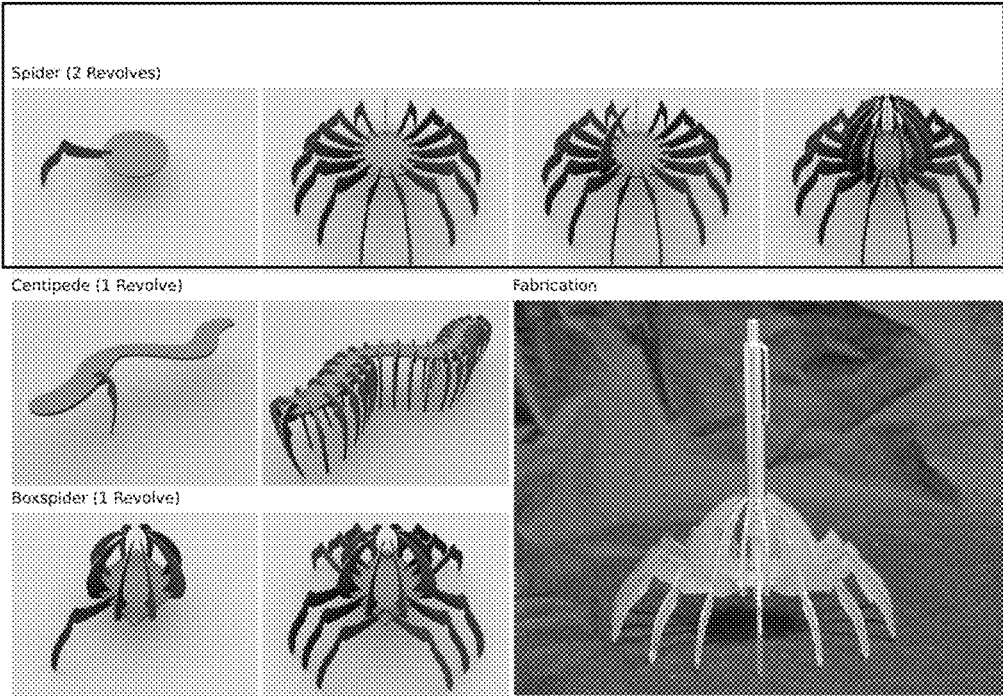 Spider (2 Revolves)
Centipede (1 Revolve)
Fabrication
Boxspider (1 Revolve)